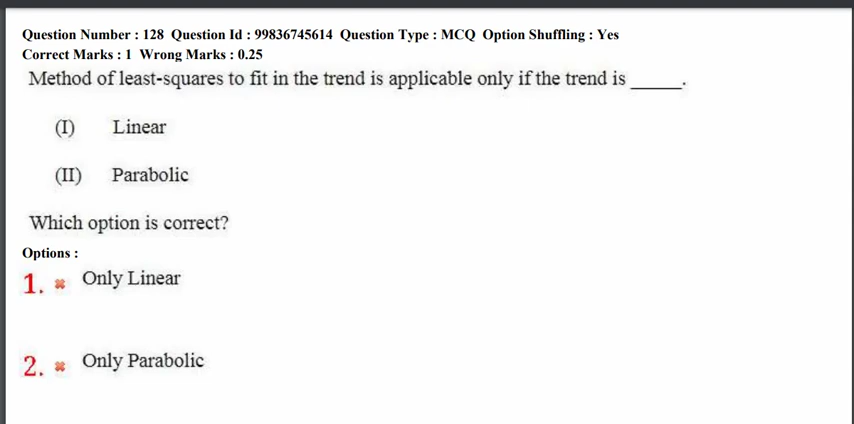 Question Number : 128 Question Id : 99836745614 Question Type : MCQ Option Shuffling : Yes
Correct Marks : 1 Wrong Marks : 0.25
Method of least-squares to fit in the trend is applicable only if the trend is _____.
(I) Linear
(II) Parabolic
Which option is correct?
Options :
1. Only Linear
2. Only Parabolic